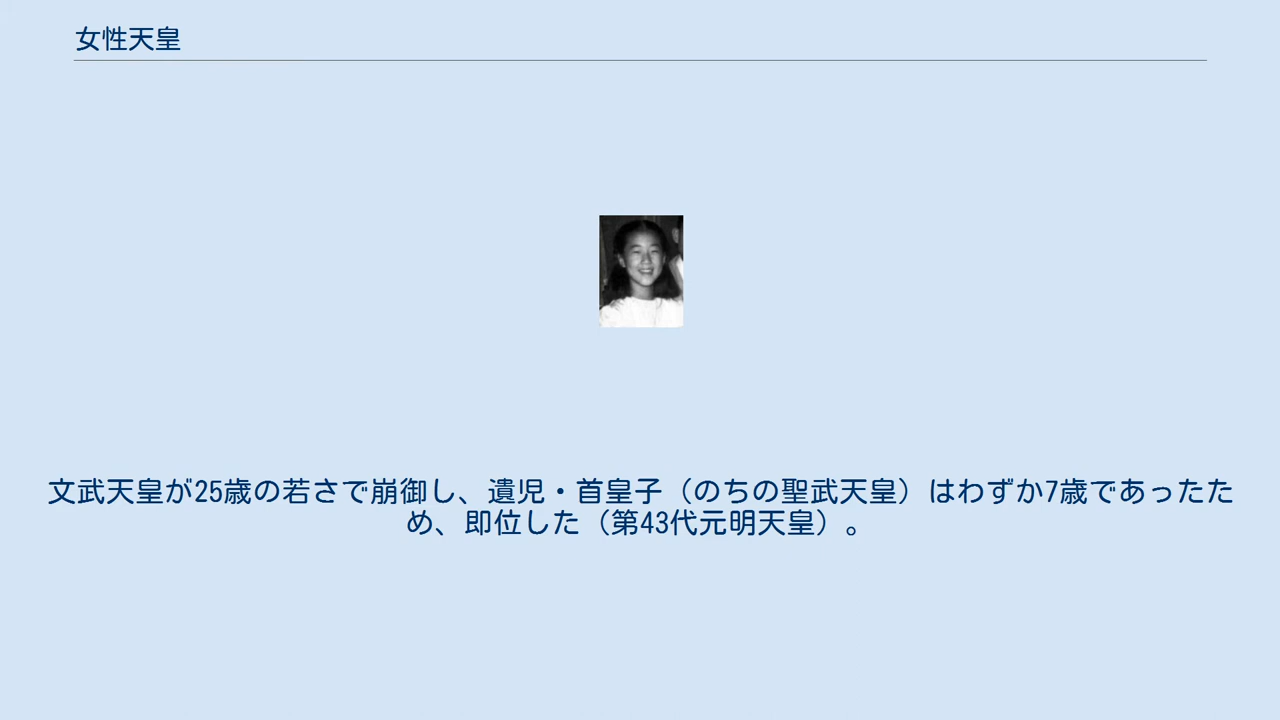 女性天皇
文武天皇が25歳の若さで崩御し、遺児・首皇子（のちの聖武天皇）はわずか7歳であったた
め、即位した（第43代元明天皇）。